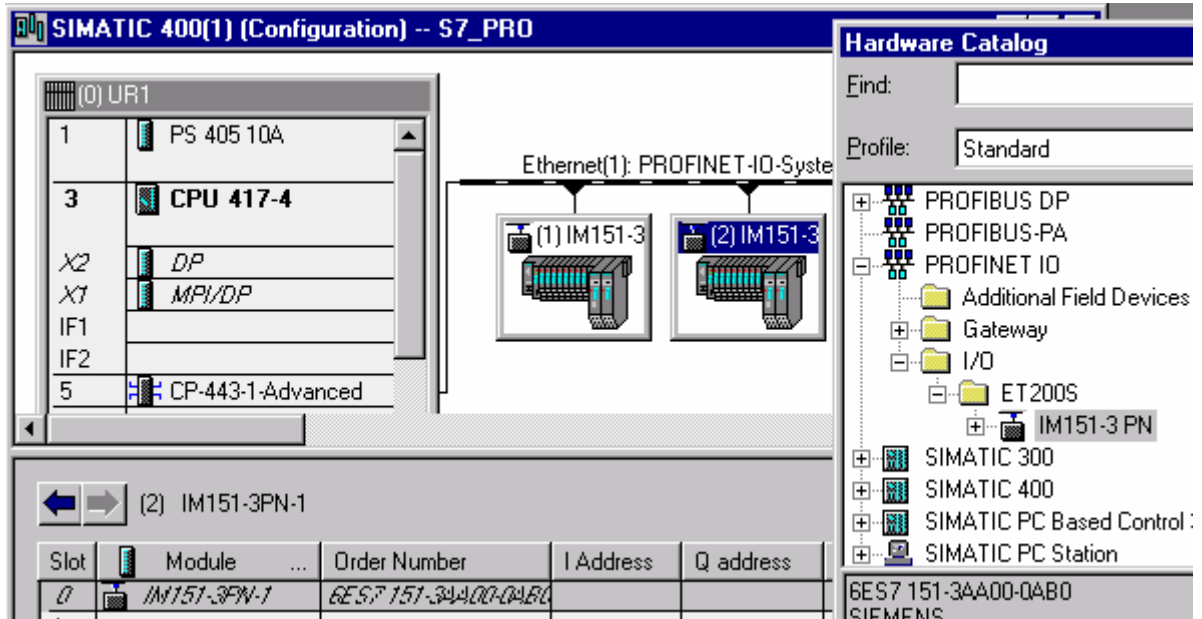 SIMATIC 400(1) (Configuration) -- S7_PRO
(0) UR1
1 PS 405 10A
3 CPU 417-4
X2 DP
X1 MPI/DP
IF1
IF2
5 CP-443-1-Advanced
Ethernet(1): PROFINET-IO-Syste
(1) IM151-3
(2) IM151-3
(2) IM151-3PN-1
Slot Module ... Order Number I Address Q address
0 IM151-3PN-1 6ES7 151-3AA00-0AB0
Hardware Catalog
Find:
Profile: Standard
PROFIBUS DP
PROFIBUS-PA
PROFINET IO
Additional Field Devices
Gateway
I/O
ET200S
IM151-3 PN
SIMATIC 300
SIMATIC 400
SIMATIC PC Based Control
SIMATIC PC Station
6ES7 151-3AA00-0AB0
SIEMENS